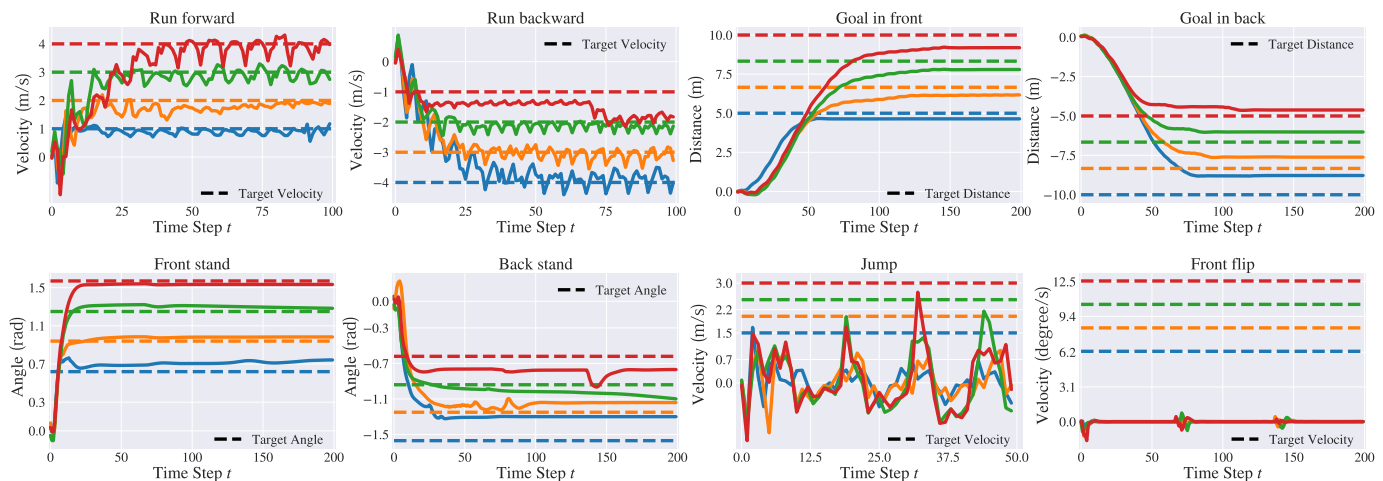 Run forward
Velocity (m/s)
4
3
2
1
0
Target Velocity
0
25
50
75
100
Time Step t
Run backward
Velocity (m/s)
0
−1
−2
−3
−4
Target Velocity
0
25
50
75
100
Time Step t
Goal in front
Distance (m)
10.0
7.5
5.0
2.5
0.0
Target Distance
0
50
100
150
200
Time Step t
Goal in back
Distance (m)
0.0
−2.5
−5.0
−7.5
−10.0
Target Distance
0
50
100
150
200
Time Step t
Front stand
Angle (rad)
1.5
1.1
0.7
0.3
0.0
Target Angle
0
50
100
150
200
Time Step t
Back stand
Angle (rad)
0.0
−0.3
−0.7
−1.1
−1.5
Target Angle
0
50
100
150
200
Time Step t
Jump
Velocity (m/s)
3.0
2.2
1.5
0.7
0.0
Target Velocity
0.0
12.5
25.0
37.5
50.0
Time Step t
Front flip
Velocity (degree/s)
12.5
9.4
6.2
3.1
0.0
Target Velocity
0
50
100
150
200
Time Step t